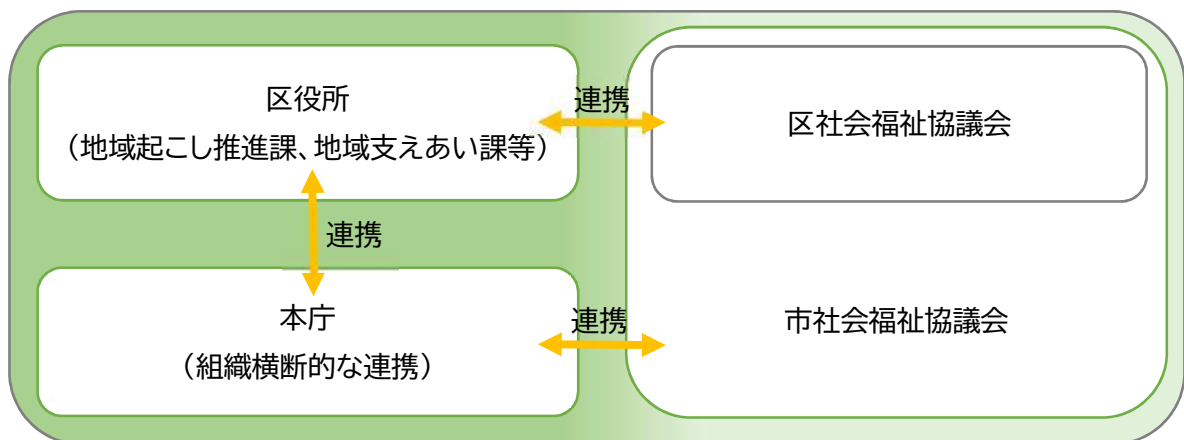 区役所
（地域起こし推進課、地域支えあい課等）
連携
区社会福祉協議会
連携
本庁
（組織横断的な連携）
連携
市社会福祉協議会